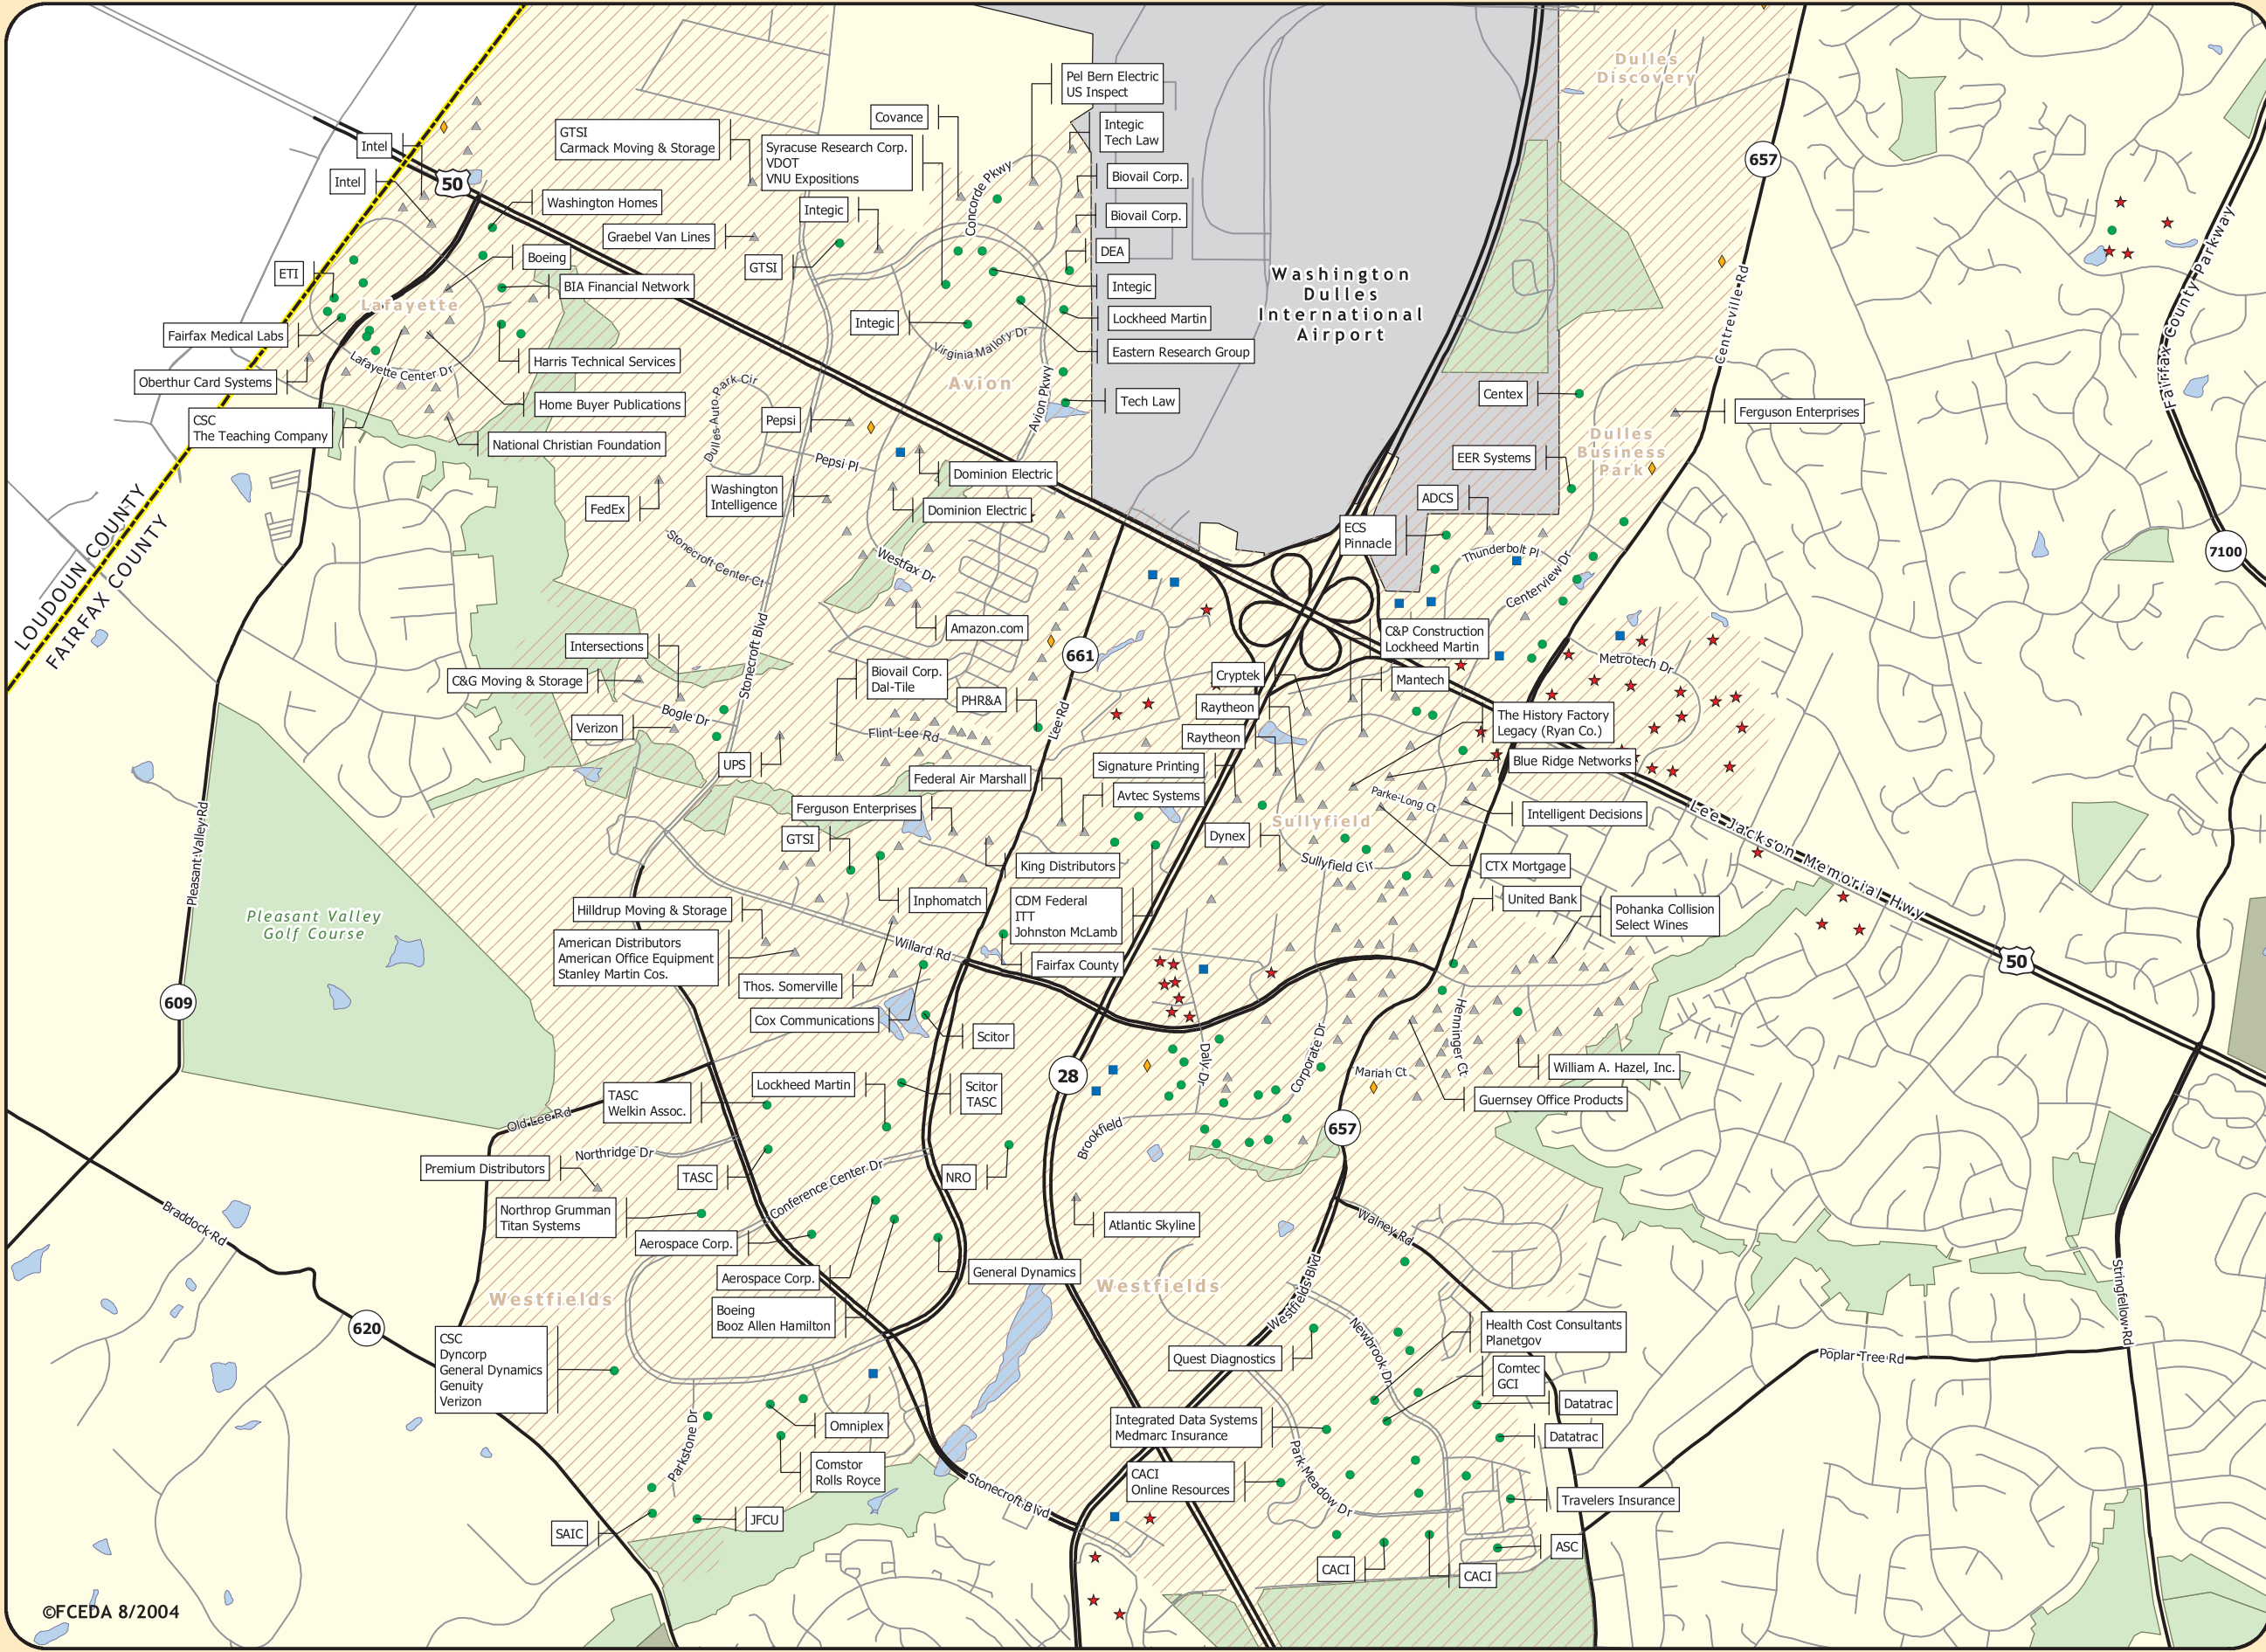 Dulles
Discovery
Pel Bern Electric
US Inspect
Covance
Integic
Tech Law
GTSI
Carmack Moving & Storage
Syracuse Research Corp.
VDOT
VNU Expositions
Intel
Intel
50
657
Biovail Corp.
Washington Homes
Integic
Concorde Pkwy
Biovail Corp.
Graebel Van Lines
Boeing
DEA
GTSI
ETI
BIA Financial Network
Integic
Washington
Dulles
International
Airport
Fairfax County Parkway
Centreville Rd
Lafayette
Lockheed Martin
Integic
Fairfax Medical Labs
Virginia Mallory Dr
Eastern Research Group
Harris Technical Services
Lafayette Center Dr
Oberthur Card Systems
Avion
Avion Pkwy
Dulles Auto Park Cir
Tech Law
Centex
Ferguson Enterprises
Home Buyer Publications
CSC
The Teaching Company
Pepsi
National Christian Foundation
Dulles
Business
Park
Pepsi Pl
EER Systems
Dominion Electric
Washington
Intelligence
FedEx
Dominion Electric
ADCS
ECS
Pinnacle
LOUDOUN COUNTY
FAIRFAX COUNTY
Stonecroft Center Ct
Westfax Dr
Thunderbolt Pl
Centerview Dr
7100
Amazon.com
C&P Construction
Lockheed Martin
Intersections
Stonecroft Blvd
661
Metrotech Dr
C&G Moving & Storage
Biovail Corp.
Dal-Tile
Cryptek
Mantech
PHR&A
Raytheon
Bogle Dr
Verizon
Flint Lee Rd
Lee Rd
Raytheon
The History Factory
Legacy (Ryan Co.)
UPS
Signature Printing
Blue Ridge Networks
Federal Air Marshall
Avtec Systems
Parke-Long Ct
Ferguson Enterprises
Intelligent Decisions
Lee Jackson Memorial Hwy
Sullyfield
GTSI
Dynex
Pleasant Valley Rd
King Distributors
Sullyfield Cir
CTX Mortgage
Inphomatch
CDM Federal
ITT
Johnston McLamb
United Bank
Hilldrup Moving & Storage
Pohanka Collision
Select Wines
Pleasant Valley
Golf Course
American Distributors
American Office Equipment
Stanley Martin Cos.
Willard Rd
Fairfax County
50
Thos. Somerville
609
Cox Communications
Scitor
Henninger Ct
Daly Dr
Corporate Dr
28
William A. Hazel, Inc.
Mariah Ct
Lockheed Martin
Scitor
TASC
TASC
Welkin Assoc.
Guernsey Office Products
Old Lee Rd
657
Brookfield
Northridge Dr
Premium Distributors
TASC
Conference Center Dr
NRO
Northrop Grumman
Titan Systems
Braddock Rd
Atlantic Skyline
Walney Rd
Aerospace Corp.
Aerospace Corp.
General Dynamics
Westfields
Westfields
Westfields Blvd
Stringfellow Rd
Boeing
Booz Allen Hamilton
620
Health Cost Consultants
Planetgov
Newbrook Dr
CSC
Dyncorp
General Dynamics
Genuity
Verizon
Quest Diagnostics
Poplar Tree Rd
Comtec
GCI
Datatrac
Omniplex
Integrated Data Systems
Medmarc Insurance
Datatrac
Parkstone Dr
Comstor
Rolls Royce
Park Meadow Dr
CACI
Online Resources
Stonecroft Blvd
Travelers Insurance
JFCU
SAIC
ASC
CACI
CACI
©FCEDA 8/2004